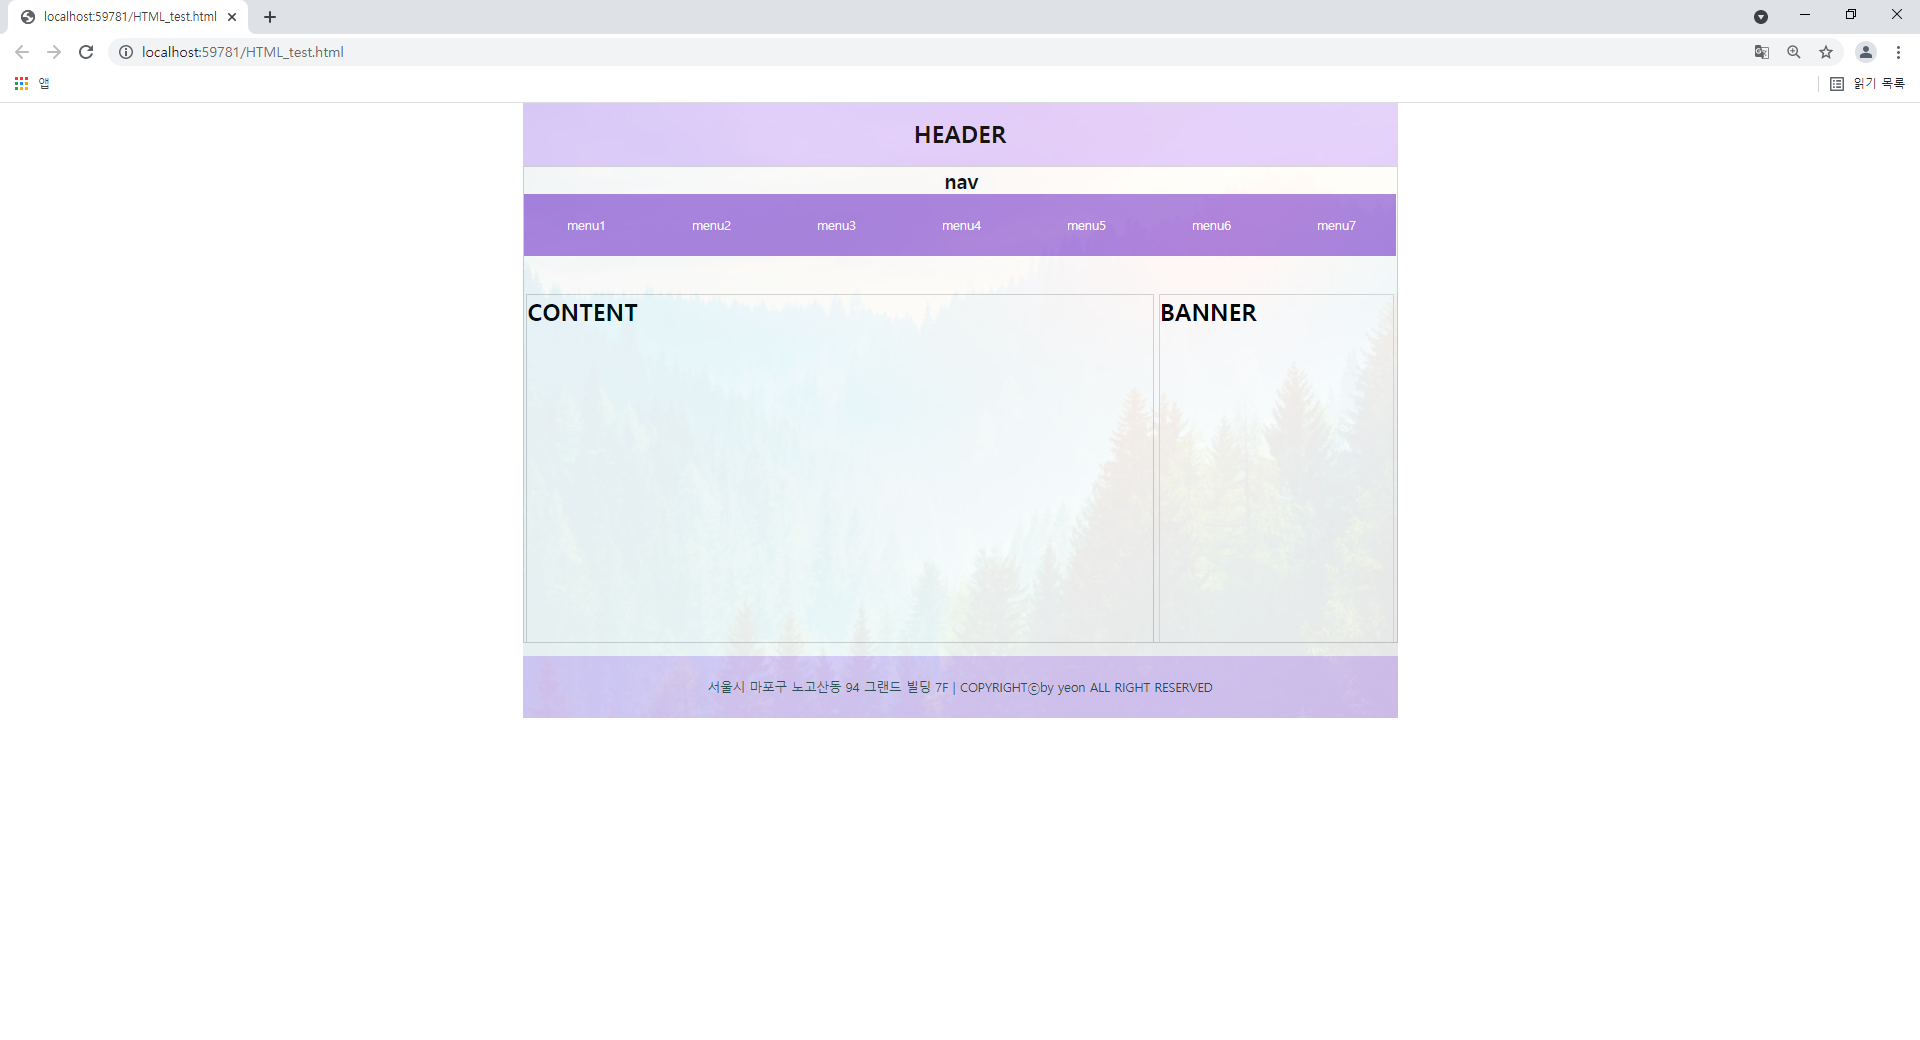 localhost:59781/HTML_test.html
localhost:59781/HTML_test.html
앱
읽기 목록
HEADER
nav
menu1 menu2 menu3 menu4 menu5 menu6 menu7
CONTENT BANNER
서울시 마포구 노고산동 94 그랜드 빌딩 7F | COPYRIGHTⓒby yeon ALL RIGHT RESERVED